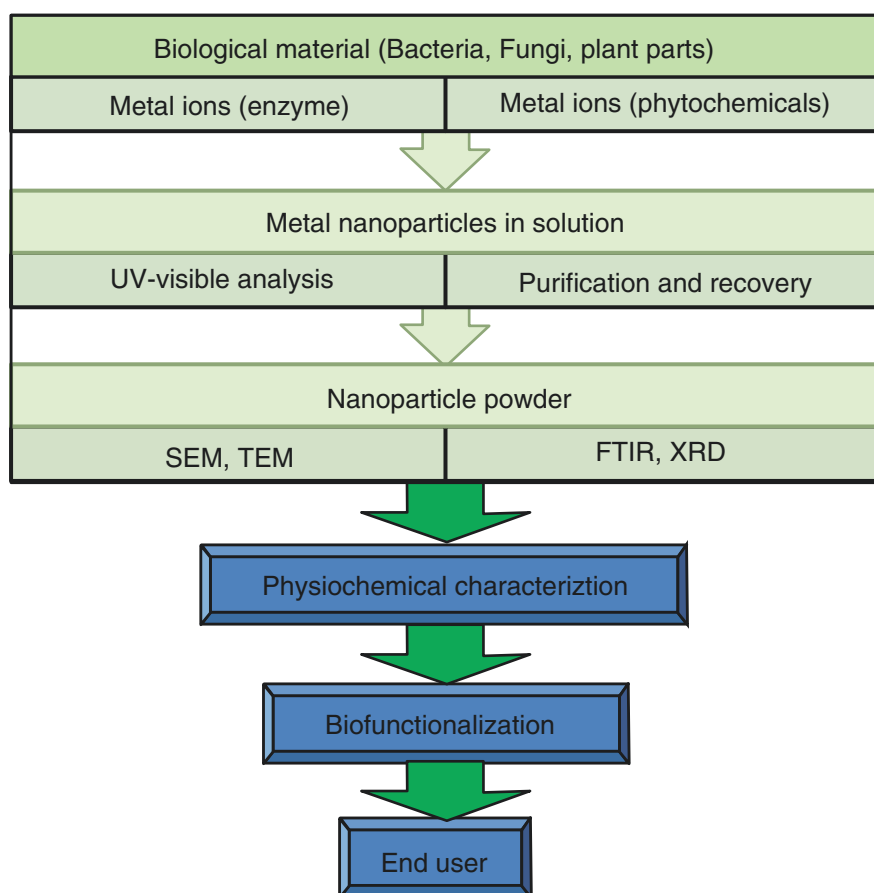 Biological material (Bacteria, Fungi, plant parts)
Metal ions (enzyme)
Metal ions (phytochemicals)
Metal nanoparticles in solution
UV-visible analysis
Purification and recovery
Nanoparticle powder
SEM, TEM
FTIR, XRD
Physiochemical characteriztion
Biofunctionalization
End user